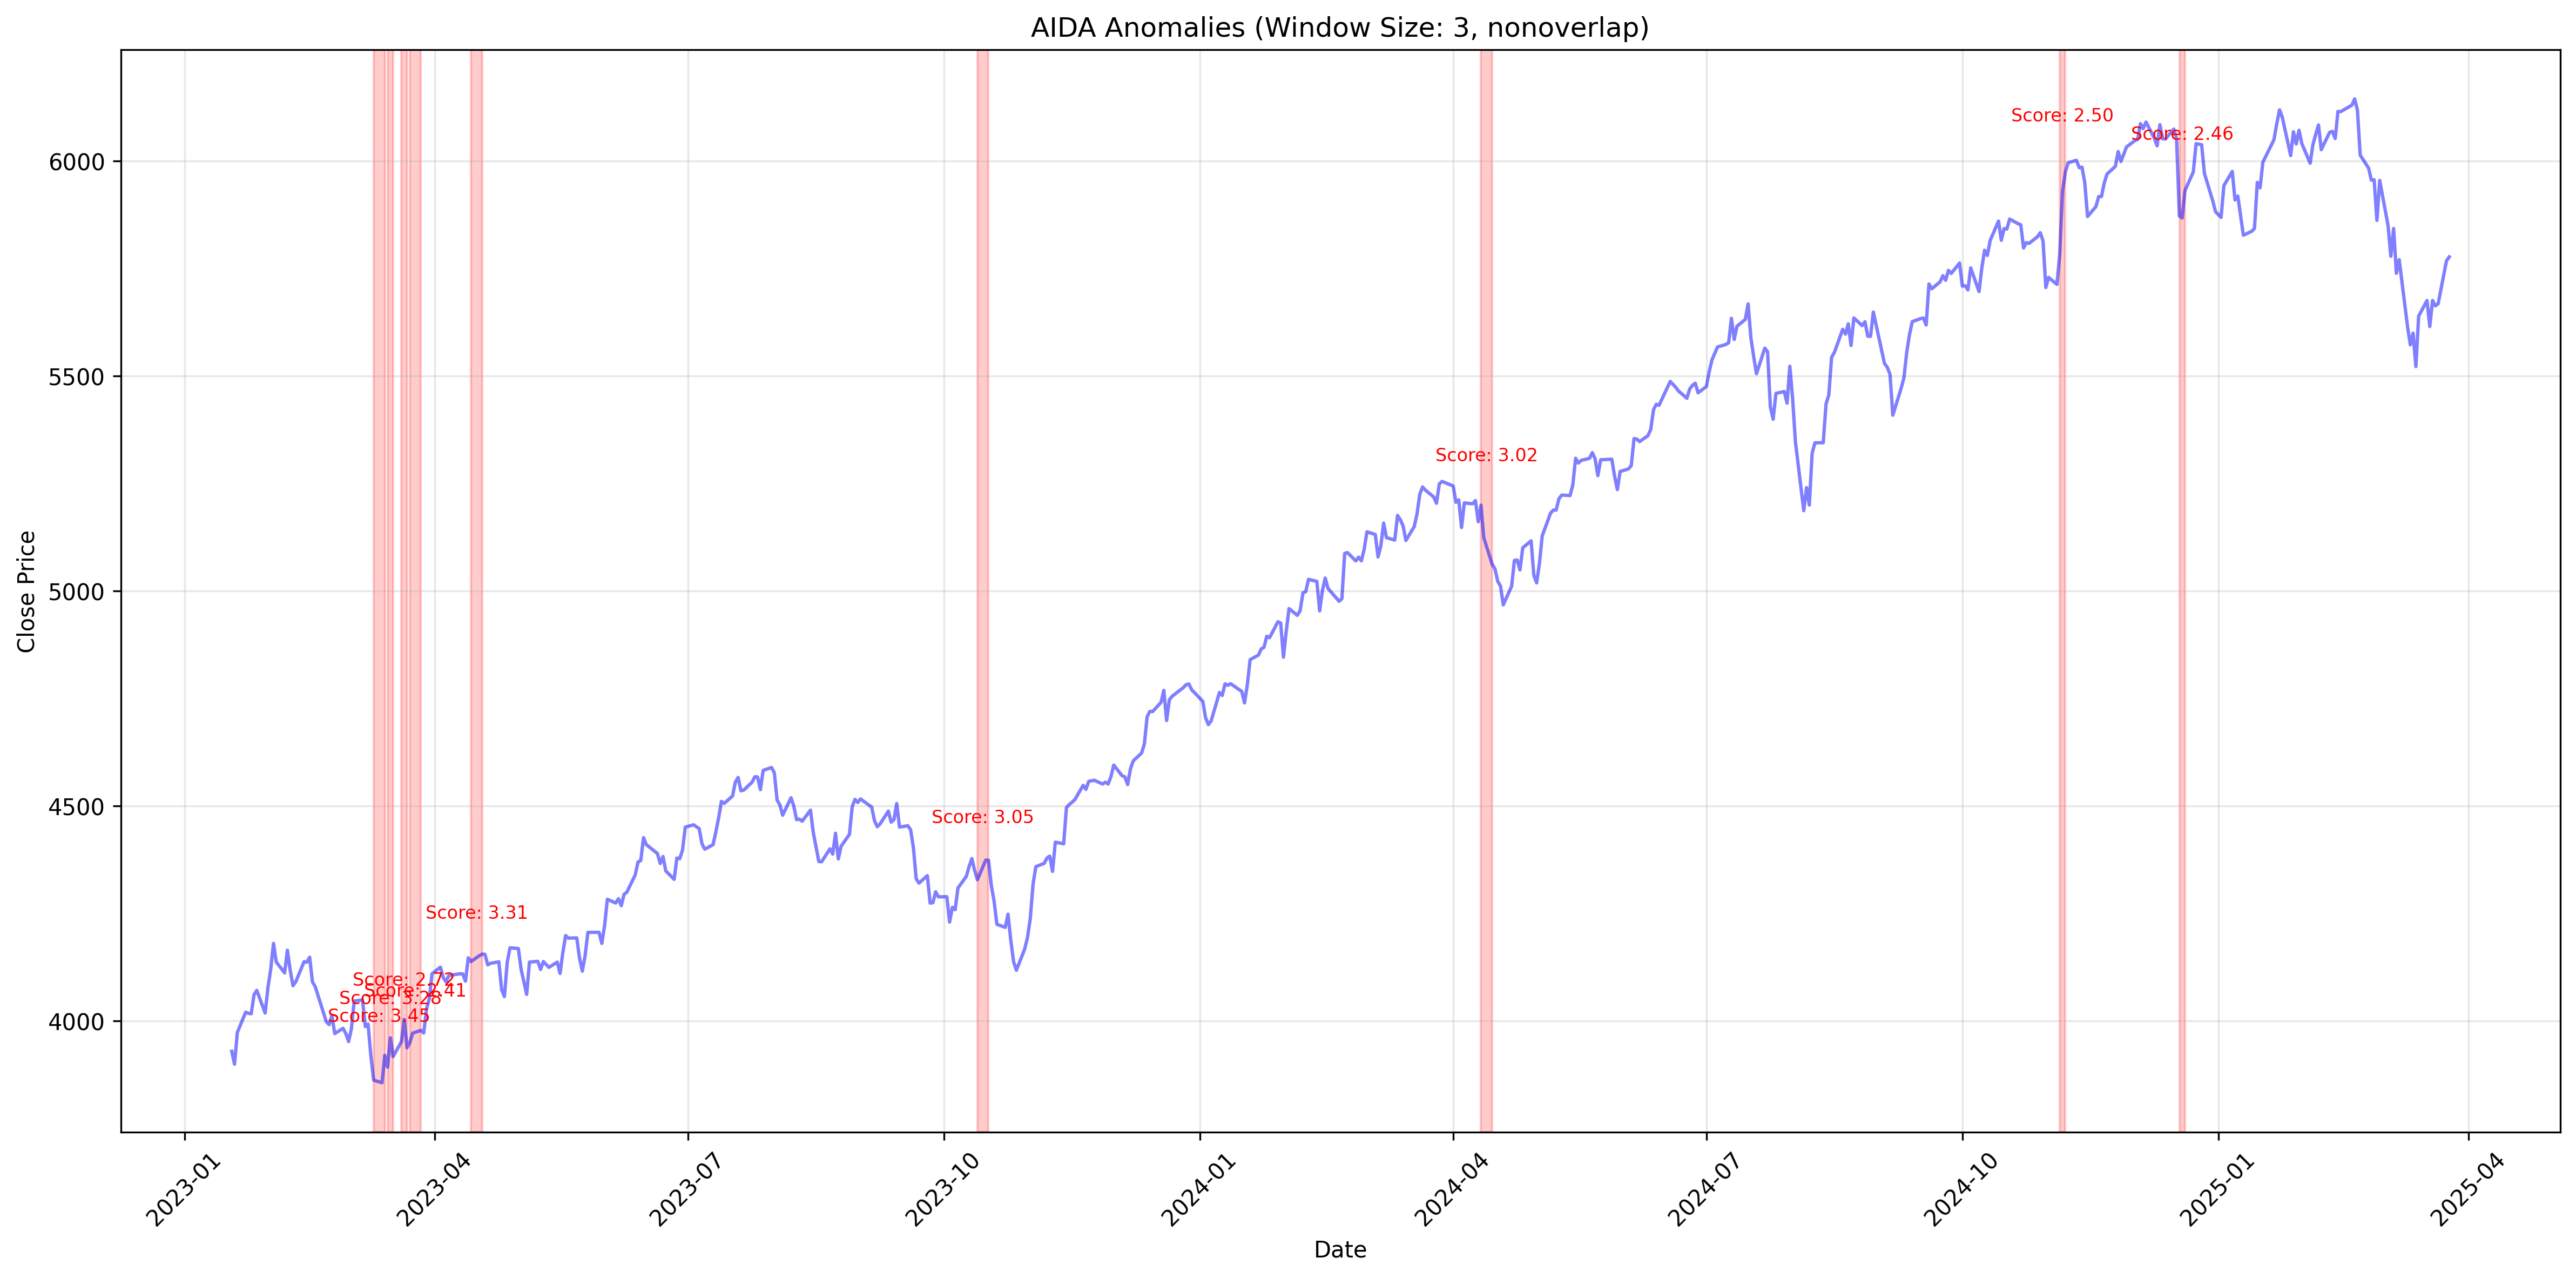 AIDA Anomalies (Window Size: 3, nonoverlap)
Close Price
6000
5500
5000
4500
4000
Score: 2.50
Score: 2.46
Score: 3.02
Score: 3.05
Score: 3.31
Score: 2.72
Score: 2.41
Score: 3.28
Score: 3.45
2023-01
2023-04
2023-07
2023-10
2024-01
2024-04
2024-07
2024-10
2025-01
2025-04
Date